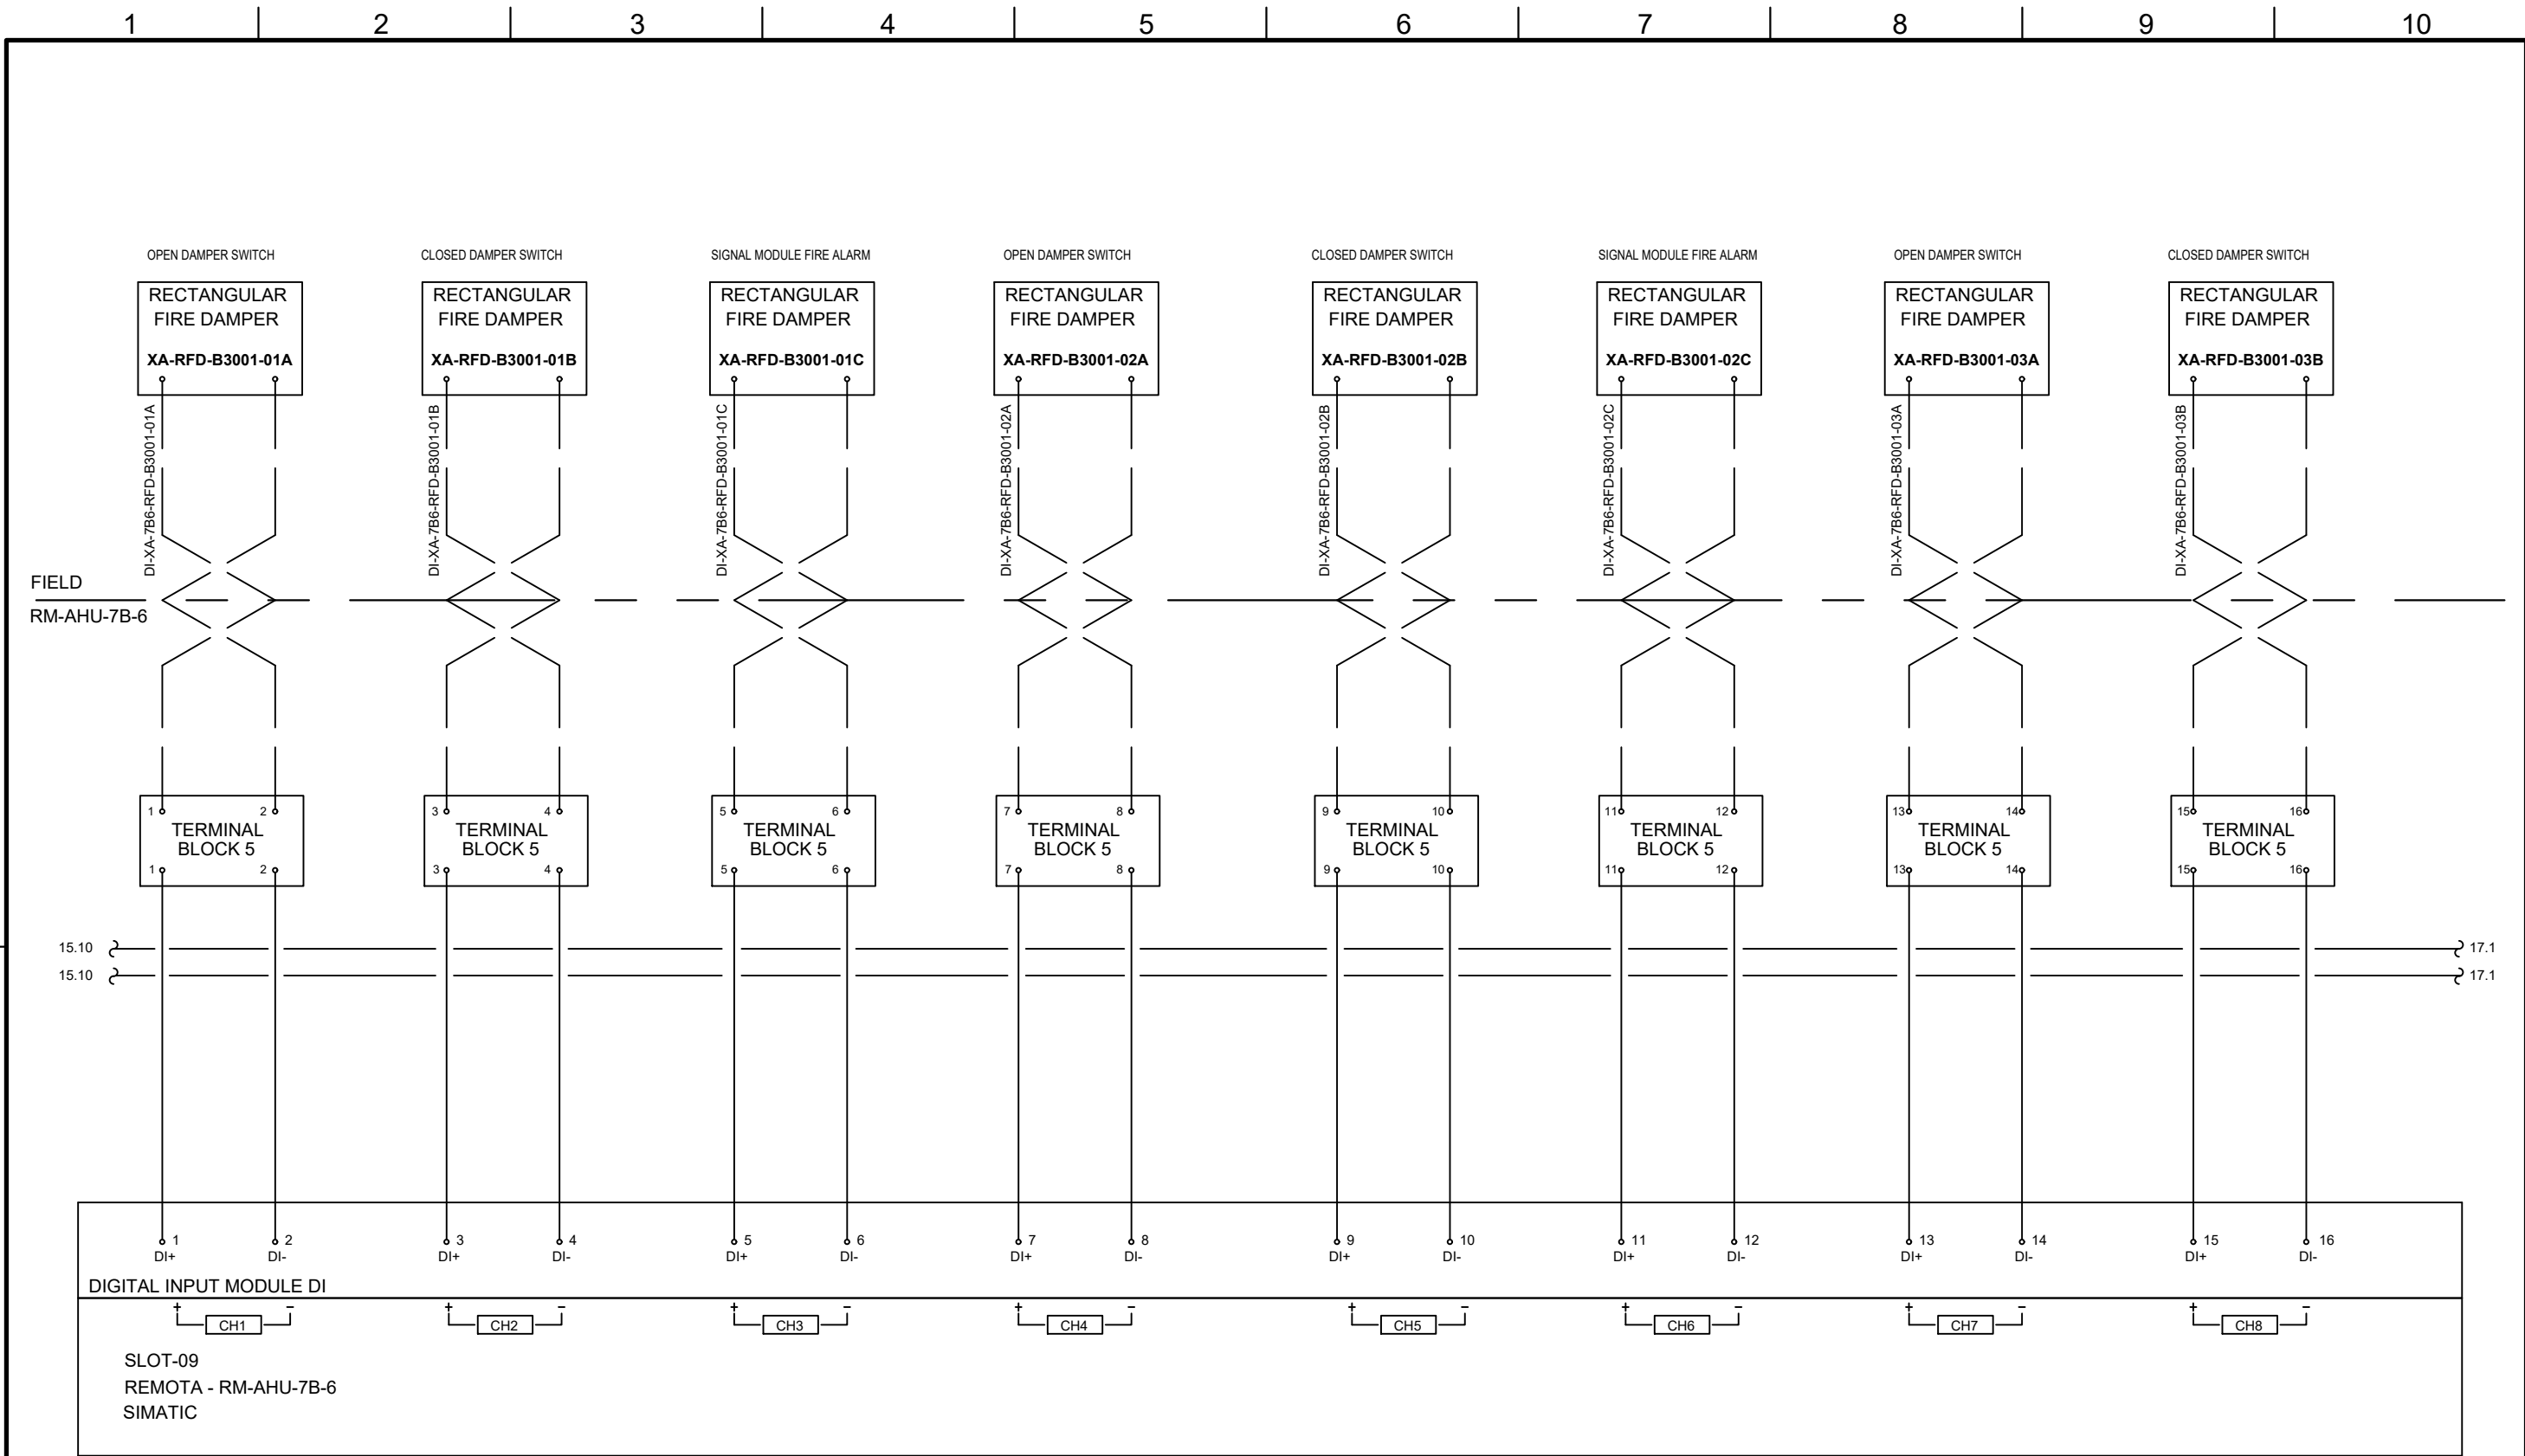 1 2 3 4 5 6 7 8 9 10
OPEN DAMPER SWITCH
CLOSED DAMPER SWITCH
SIGNAL MODULE FIRE ALARM
OPEN DAMPER SWITCH
CLOSED DAMPER SWITCH
SIGNAL MODULE FIRE ALARM
OPEN DAMPER SWITCH
CLOSED DAMPER SWITCH
RECTANGULAR
FIRE DAMPER
XA-RFD-B3001-01A
RECTANGULAR
FIRE DAMPER
XA-RFD-B3001-01B
RECTANGULAR
FIRE DAMPER
XA-RFD-B3001-01C
RECTANGULAR
FIRE DAMPER
XA-RFD-B3001-02A
RECTANGULAR
FIRE DAMPER
XA-RFD-B3001-02B
RECTANGULAR
FIRE DAMPER
XA-RFD-B3001-02C
RECTANGULAR
FIRE DAMPER
XA-RFD-B3001-03A
RECTANGULAR
FIRE DAMPER
XA-RFD-B3001-03B
DI-XA-7B6-RFD-B3001-01A
DI-XA-7B6-RFD-B3001-01B
DI-XA-7B6-RFD-B3001-01C
DI-XA-7B6-RFD-B3001-02A
DI-XA-7B6-RFD-B3001-02B
DI-XA-7B6-RFD-B3001-02C
DI-XA-7B6-RFD-B3001-03A
DI-XA-7B6-RFD-B3001-03B
FIELD
RM-AHU-7B-6
1 2
TERMINAL
BLOCK 5
1 2
3 4
TERMINAL
BLOCK 5
3 4
5 6
TERMINAL
BLOCK 5
5 6
7 8
TERMINAL
BLOCK 5
7 8
9 10
TERMINAL
BLOCK 5
9 10
11 12
TERMINAL
BLOCK 5
11 12
13 14
TERMINAL
BLOCK 5
13 14
15 16
TERMINAL
BLOCK 5
15 16
15.10 17.1
15.10 17.1
1 2 3 4 5 6 7 8 9 10 11 12 13 14 15 16
DI+ DI- DI+ DI- DI+ DI- DI+ DI- DI+ DI- DI+ DI- DI+ DI- DI+ DI-
DIGITAL INPUT MODULE DI
+ - + - + - + - + - + - + - + -
CH1 CH2 CH3 CH4 CH5 CH6 CH7 CH8
SLOT-09
REMOTA - RM-AHU-7B-6
SIMATIC